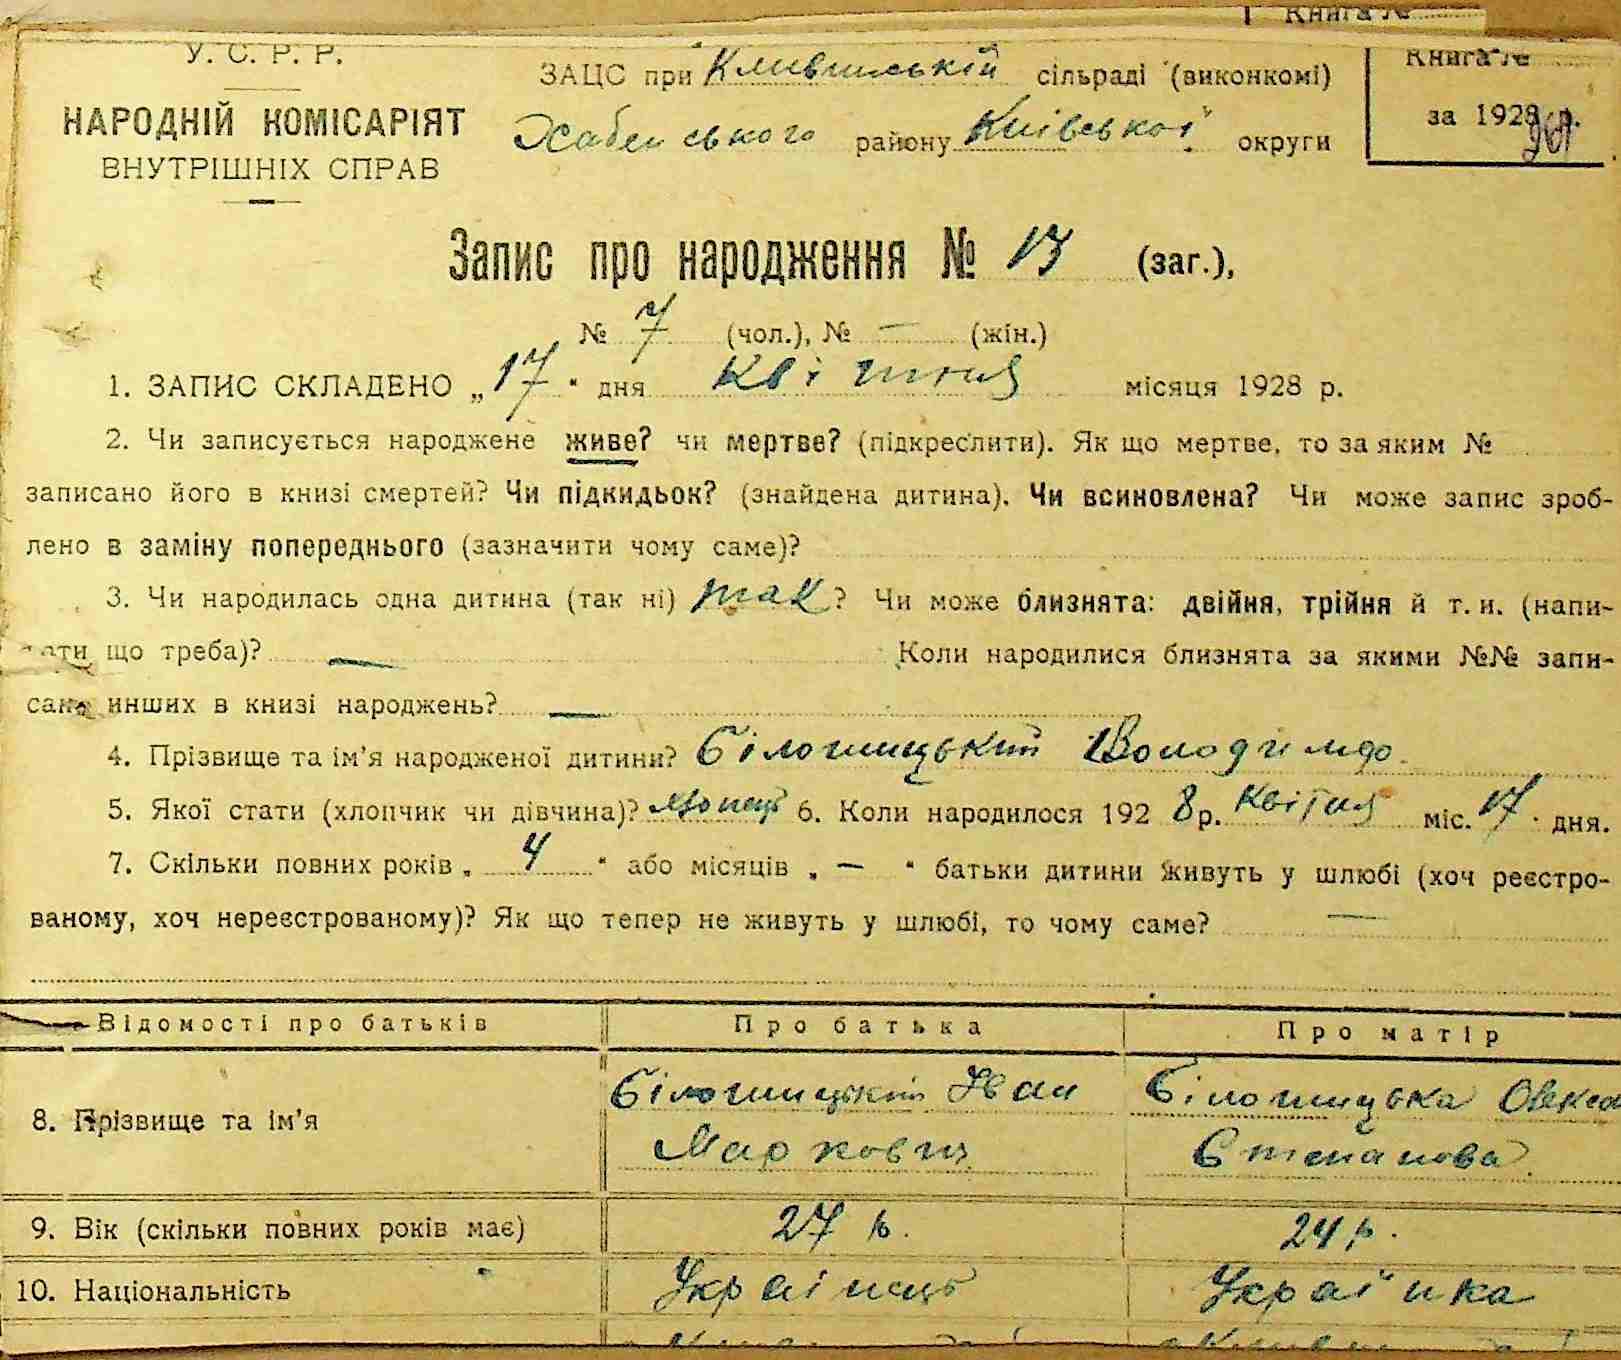 Книга №
У. С. Р. Р.
НАРОДНІЙ КОМІСАРІЯТ
ВНУТРІШНІХ СПРАВ
ЗАЦС при Кливинській сільраді (виконкомі)
Хабенського району Київської округи
Книга №
за 1928 р.
Запис про народження № 13 (заг.),
№ 7 (чол.), № — (жін.)
1. ЗАПИС СКЛАДЕНО „17“ дня Квітня місяця 1928 р.
2. Чи записується народжене живе? чи мертве? (підкреслити). Як що мертве, то за яким №
записано його в книзі смертей? Чи підкидьок? (знайдена дитина). Чи всиновлена? Чи може запис зроб-
лено в заміну попереднього (зазначити чому саме)?
3. Чи народилась одна дитина (так ні) так? Чи може близнята: двійня, трійня й т. и. (напи-
сати що треба)? — Коли народилися близнята за якими №№ запи-
сано инших в книзі народжень? —
4. Прізвище та ім'я народженої дитини? Білошицький Володимир
5. Якої стати (хлопчик чи дівчина)? хлопець 6. Коли народилося 1928 р. Квітня міс. 17 дня.
7. Скільки повних років „4“ або місяців „—“ батьки дитини живуть у шлюбі (хоч реєстро-
ваному, хоч нереєстрованому)? Як що тепер не живуть у шлюбі, то чому саме? —
Відомості про батьків Про батька Про матір
8. Прізвище та ім'я Білошицький Іван Білошицька Олекса
Маркович Степанова
9. Вік (скільки повних років має) 27 р. 24 р.
10. Національність Українець Українка